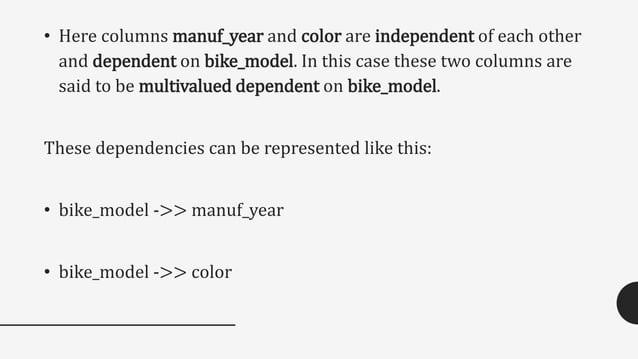 • Here columns manuf_year and color are independent of each other
and dependent on bike_model. In this case these two columns are
said to be multivalued dependent on bike_model.
These dependencies can be represented like this:
• bike_model ->> manuf_year
• bike_model ->> color